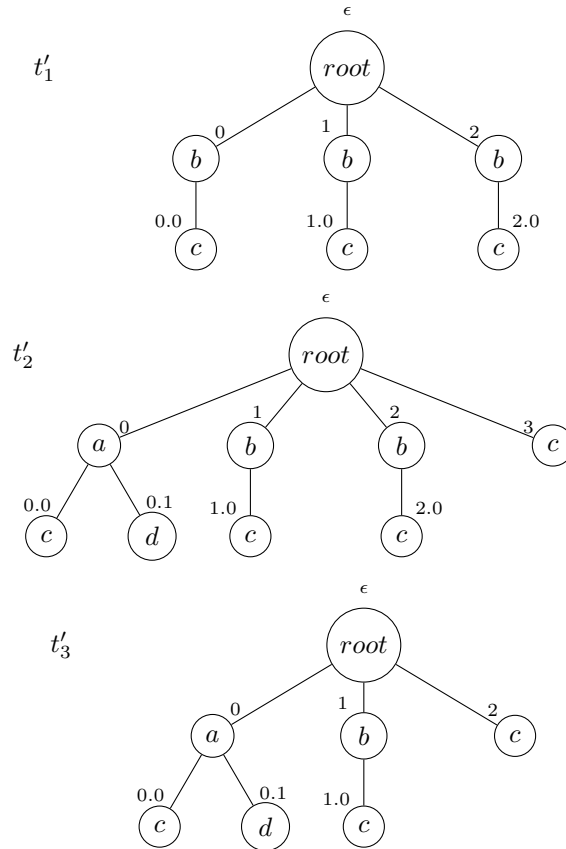 ϵ
t′₁
root
0 1 2
b b b
0.0 1.0 2.0
c c c
ϵ
t′₂
root
0 1 2 3
a b b c
0.0 0.1 1.0 2.0
c d c c
ϵ
t′₃
root
0 1 2
a b c
0.0 0.1 1.0
c d c